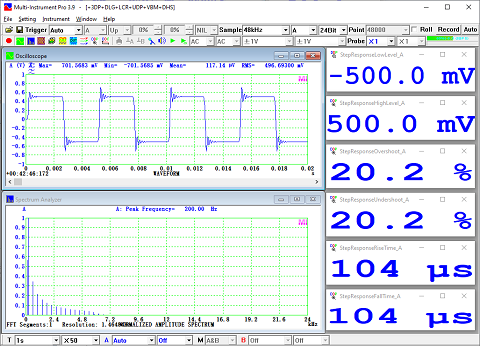 Multi-Instrument Pro 3.9 - [+3DP+DLG+LCR+UDP+VBM+DHS]
File Setting Instrument Window Help
Trigger Auto A Up 0% 0% NIL Sample 48kHz A 24Bit Point 48000 Roll Record Auto
AC AC ±1V ±1V Probe X1 X1
Oscilloscope
A (V) Max= 701.5683 mV Min= -701.5685 mV Mean= 117.14 nV RMS= 496.69300 mV
1
0.8
0.6
0.4
0.2
0
-0.2
-0.4
-0.6
-0.8
-1
0 0.002 0.004 0.006 0.008 0.01 0.012 0.014 0.016 0.018 0.02
+00:42:46:172 WAVEFORM s
Spectrum Analyzer
A: Peak Frequency= 200.00 Hz
1
0.9
0.8
0.7
0.6
0.5
0.4
0.3
0.2
0.1
0
0 2.4 4.8 7.2 9.6 12 14.4 16.8 19.2 21.6 24
FFT Segments:1 Resolution: NORMALIZED AMPLITUDE SPECTRUM kHz
StepResponseLowLevel_A
-500.0 mV
StepResponseHighLevel_A
500.0 mV
StepResponseOvershoot_A
20.2 %
StepResponseUndershoot_A
20.2 %
StepResponseRiseTime_A
104 µs
StepResponseFallTime_A
104 µs
T 1s X50 A Auto Off M A&B B Off Off